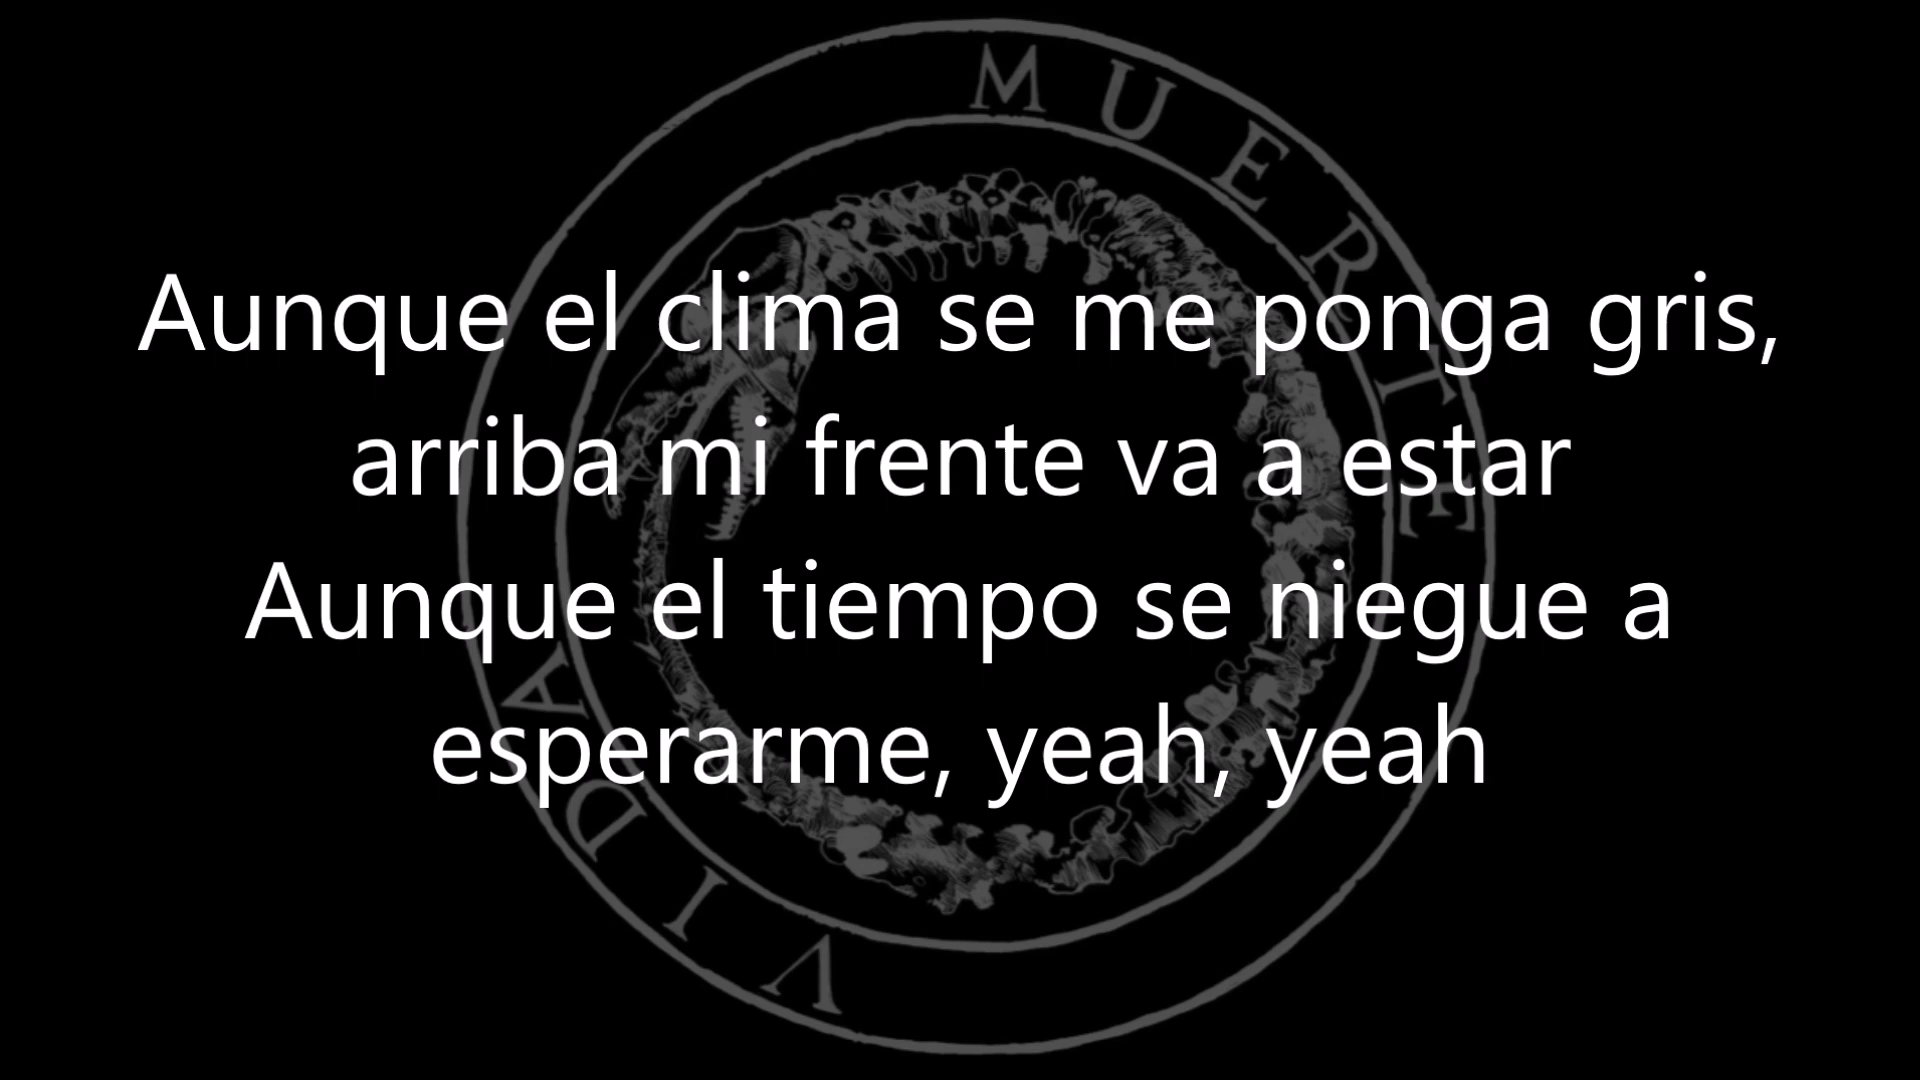 MUERTE
Aunque el clima se me ponga gris,
arriba mi frente va a estar
Aunque el tiempo se niegue a
esperarme, yeah, yeah
VIDA